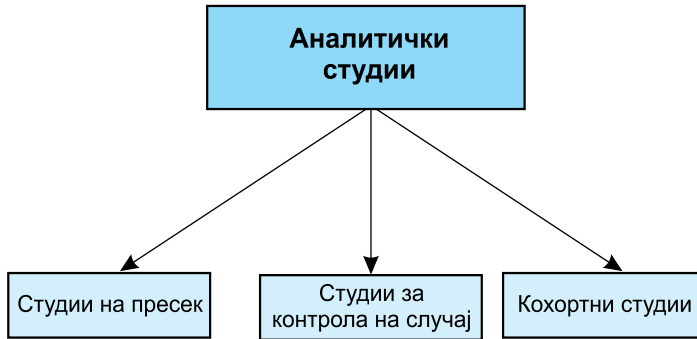 Аналитички
студии
Студии на пресек
Студии за
контрола на случај
Кохортни студии